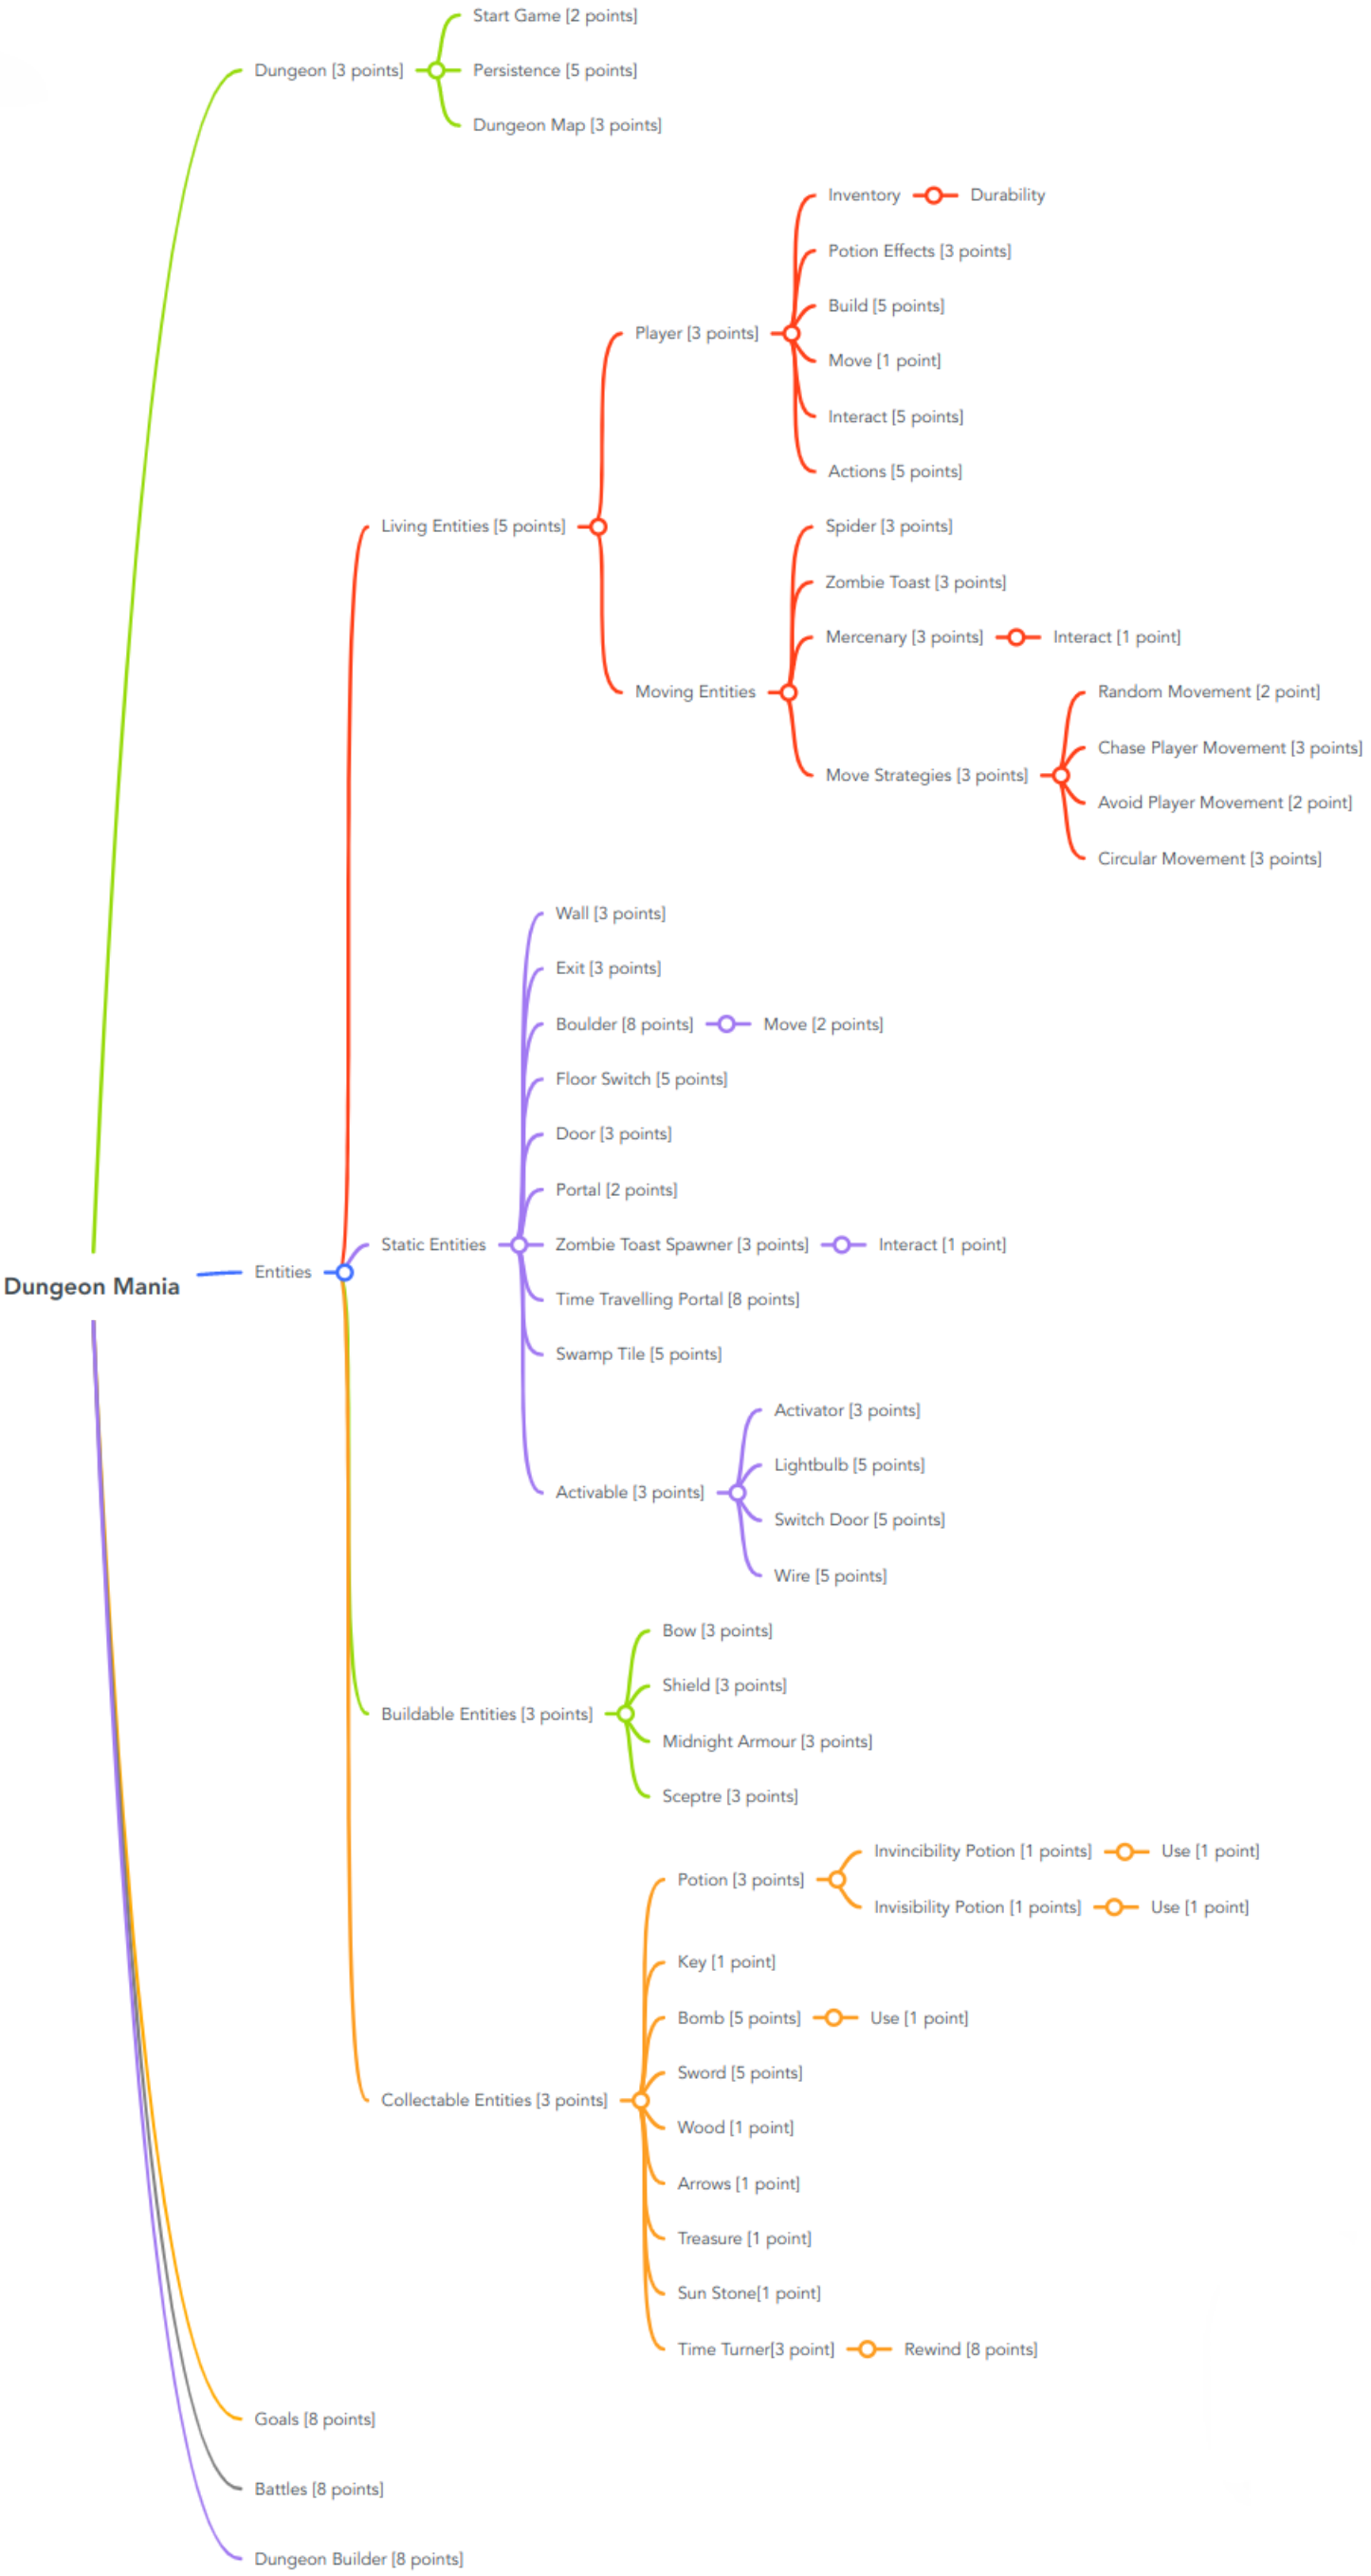 Start Game [2 points]
Dungeon [3 points]
Persistence [5 points]
Dungeon Map [3 points]
Inventory
Durability
Potion Effects [3 points]
Build [5 points]
Player [3 points]
Move [1 point]
Interact [5 points]
Actions [5 points]
Living Entities [5 points]
Spider [3 points]
Zombie Toast [3 points]
Mercenary [3 points]
Interact [1 point]
Moving Entities
Random Movement [2 point]
Chase Player Movement [3 points]
Move Strategies [3 points]
Avoid Player Movement [2 point]
Circular Movement [3 points]
Wall [3 points]
Exit [3 points]
Boulder [8 points]
Move [2 points]
Floor Switch [5 points]
Door [3 points]
Portal [2 points]
Static Entities
Zombie Toast Spawner [3 points]
Interact [1 point]
Entities
Dungeon Mania
Time Travelling Portal [8 points]
Swamp Tile [5 points]
Activator [3 points]
Lightbulb [5 points]
Activable [3 points]
Switch Door [5 points]
Wire [5 points]
Bow [3 points]
Shield [3 points]
Buildable Entities [3 points]
Midnight Armour [3 points]
Sceptre [3 points]
Invincibility Potion [1 points]
Use [1 point]
Potion [3 points]
Invisibility Potion [1 points]
Use [1 point]
Key [1 point]
Bomb [5 points]
Use [1 point]
Sword [5 points]
Collectable Entities [3 points]
Wood [1 point]
Arrows [1 point]
Treasure [1 point]
Sun Stone[1 point]
Time Turner[3 point]
Rewind [8 points]
Goals [8 points]
Battles [8 points]
Dungeon Builder [8 points]